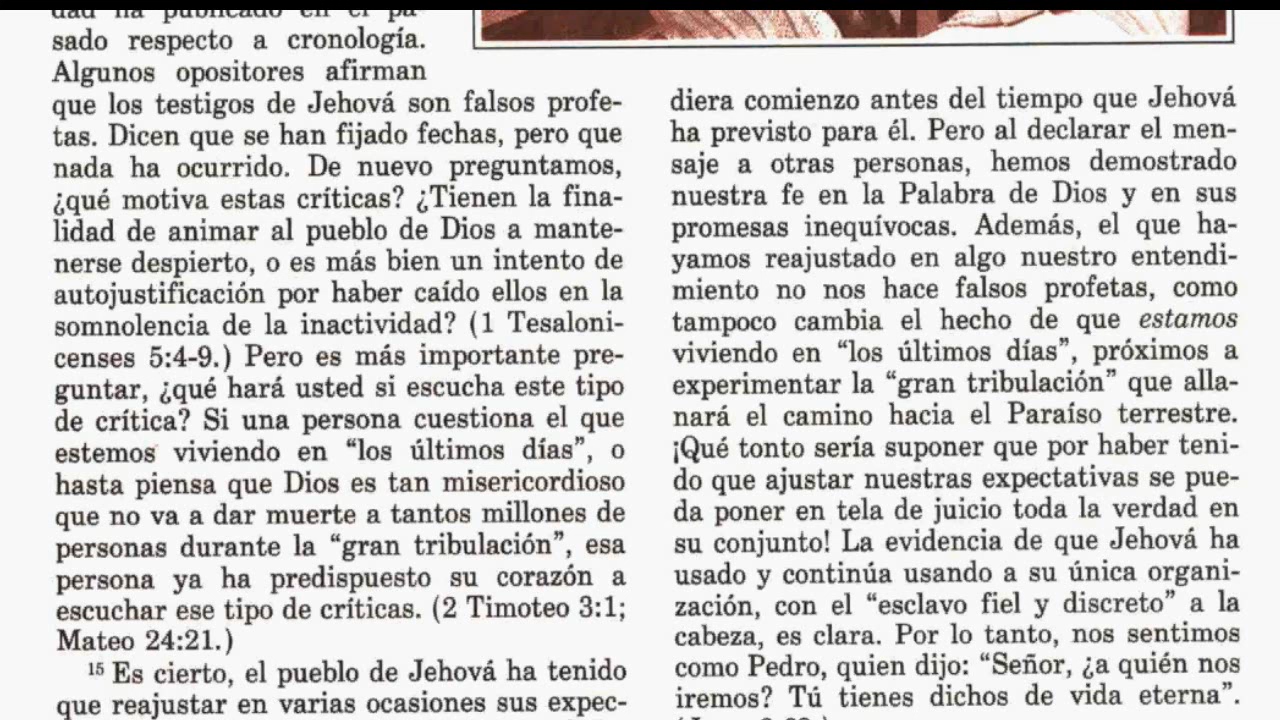 dad ha publicado en el pa-
sado respecto a cronología.
Algunos opositores afirman
que los testigos de Jehová son falsos profe-
tas. Dicen que se han fijado fechas, pero que
nada ha ocurrido. De nuevo preguntamos,
¿qué motiva estas críticas? ¿Tienen la fina-
lidad de animar al pueblo de Dios a mante-
nerse despierto, o es más bien un intento de
autojustificación por haber caído ellos en la
somnolencia de la inactividad? (1 Tesaloni-
censes 5:4-9.) Pero es más importante pre-
guntar, ¿qué hará usted si escucha este tipo
de crítica? Si una persona cuestiona el que
estemos viviendo en “los últimos días”, o
hasta piensa que Dios es tan misericordioso
que no va a dar muerte a tantos millones de
personas durante la “gran tribulación”, esa
persona ya ha predispuesto su corazón a
escuchar ese tipo de críticas. (2 Timoteo 3:1;
Mateo 24:21.)
15 Es cierto, el pueblo de Jehová ha tenido
que reajustar en varias ocasiones sus expec-
diera comienzo antes del tiempo que Jehová
ha previsto para él. Pero al declarar el men-
saje a otras personas, hemos demostrado
nuestra fe en la Palabra de Dios y en sus
promesas inequívocas. Además, el que ha-
yamos reajustado en algo nuestro entendi-
miento no nos hace falsos profetas, como
tampoco cambia el hecho de que estamos
viviendo en “los últimos días”, próximos a
experimentar la “gran tribulación” que alla-
nará el camino hacia el Paraíso terrestre.
¡Qué tonto sería suponer que por haber teni-
do que ajustar nuestras expectativas se pue-
da poner en tela de juicio toda la verdad en
su conjunto! La evidencia de que Jehová ha
usado y continúa usando a su única organi-
zación, con el “esclavo fiel y discreto” a la
cabeza, es clara. Por lo tanto, nos sentimos
como Pedro, quien dijo: “Señor, ¿a quién nos
iremos? Tú tienes dichos de vida eterna”.